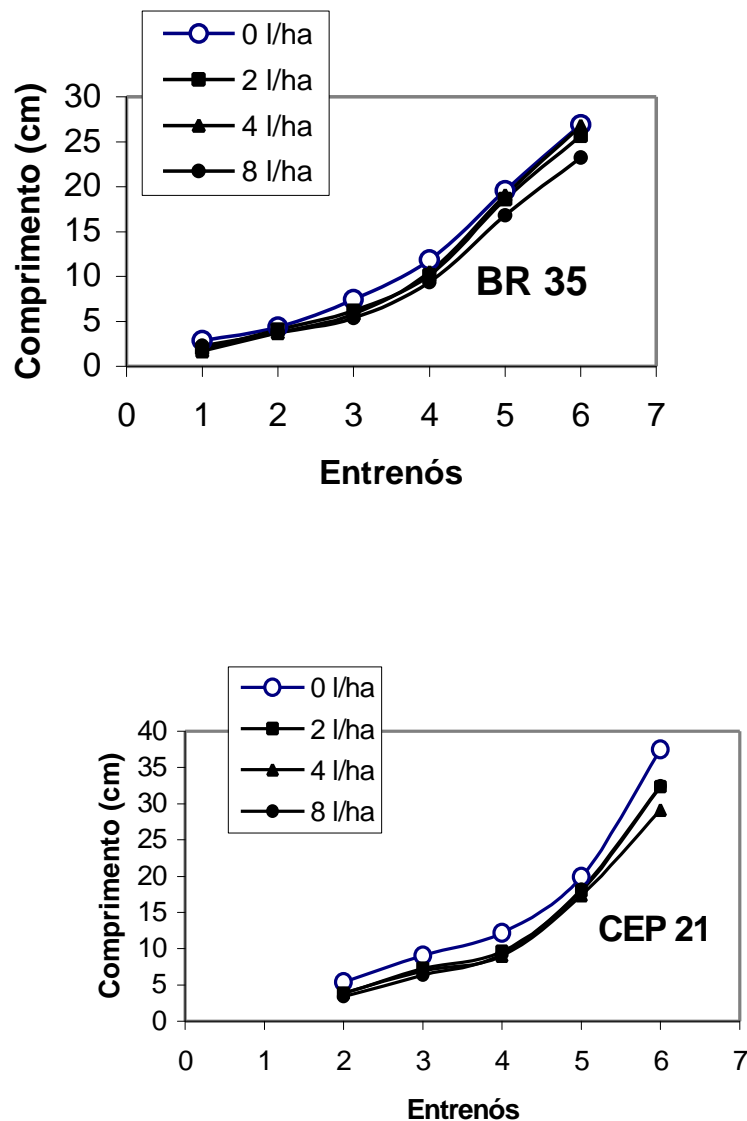 0 l/ha
2 l/ha
4 l/ha
8 l/ha
Comprimento (cm)
30
25
20
15
10
5
0
BR 35
0 1 2 3 4 5 6 7
Entrenós
0 l/ha
2 l/ha
4 l/ha
8 l/ha
Comprimento (cm)
40
35
30
25
20
15
10
5
0
CEP 21
0 1 2 3 4 5 6 7
Entrenós